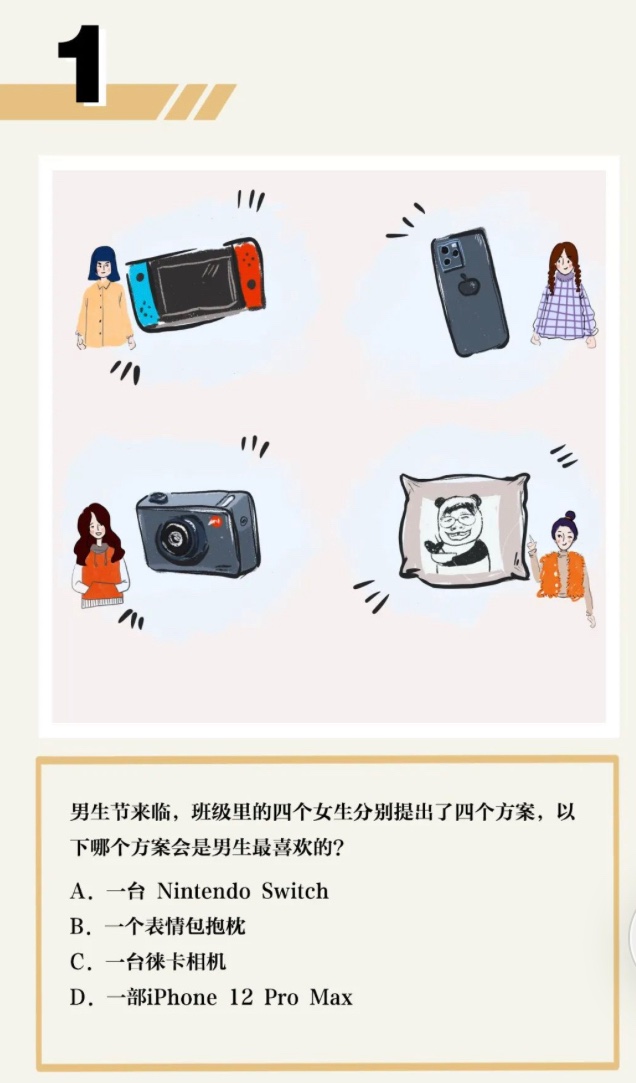 1
男生节来临，班级里的四个女生分别提出了四个方案，以
下哪个方案会是男生最喜欢的？
A. 一台 Nintendo Switch
B. 一个表情包抱枕
C. 一台徕卡相机
D. 一部iPhone 12 Pro Max